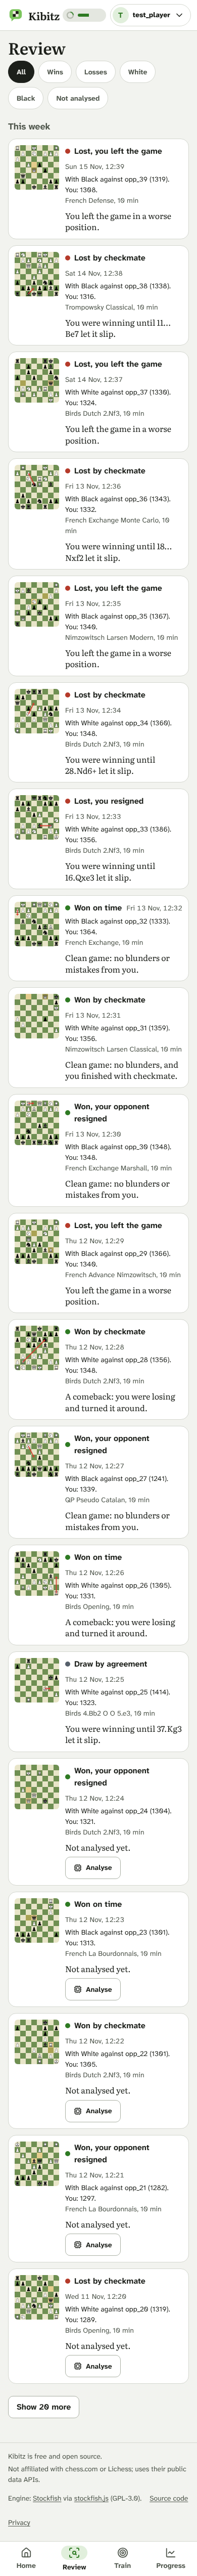 Kibitz
T test_player
Review
All Wins Losses White
Black Not analysed
This week
Lost, you left the game
Sun 15 Nov, 12:39
With Black against opp_39 (1319).
You: 1308.
French Defense, 10 min
You left the game in a worse
position.
Lost by checkmate
Sat 14 Nov, 12:38
With Black against opp_38 (1338).
You: 1316.
Trompowsky Classical, 10 min
You were winning until 11...
Be7 let it slip.
Lost, you left the game
Sat 14 Nov, 12:37
With White against opp_37 (1330).
You: 1324.
Birds Dutch 2.Nf3, 10 min
You left the game in a worse
position.
Lost by checkmate
Fri 13 Nov, 12:36
With Black against opp_36 (1343).
You: 1332.
French Exchange Monte Carlo, 10
min
You were winning until 18...
Nxf2 let it slip.
Lost, you left the game
Fri 13 Nov, 12:35
With Black against opp_35 (1367).
You: 1340.
Nimzowitsch Larsen Modern, 10 min
You left the game in a worse
position.
Lost by checkmate
Fri 13 Nov, 12:34
With White against opp_34 (1360).
You: 1348.
Birds Dutch 2.Nf3, 10 min
You were winning until
28.Nd6+ let it slip.
Lost, you resigned
Fri 13 Nov, 12:33
With White against opp_33 (1386).
You: 1356.
Birds Dutch 2.Nf3, 10 min
You were winning until
16.Qxe3 let it slip.
Won on time Fri 13 Nov, 12:32
With Black against opp_32 (1333).
You: 1364.
French Exchange, 10 min
Clean game: no blunders or
mistakes from you.
Won by checkmate
Fri 13 Nov, 12:31
With White against opp_31 (1359).
You: 1356.
Nimzowitsch Larsen Classical, 10 min
Clean game: no blunders, and
you finished with checkmate.
Won, your opponent
resigned
Fri 13 Nov, 12:30
With Black against opp_30 (1348).
You: 1348.
French Exchange Marshall, 10 min
Clean game: no blunders or
mistakes from you.
Lost, you left the game
Thu 12 Nov, 12:29
With Black against opp_29 (1366).
You: 1340.
French Advance Nimzowitsch, 10 min
You left the game in a worse
position.
Won by checkmate
Thu 12 Nov, 12:28
With White against opp_28 (1356).
You: 1348.
Birds Dutch 2.Nf3, 10 min
A comeback: you were losing
and turned it around.
Won, your opponent
resigned
Thu 12 Nov, 12:27
With Black against opp_27 (1241).
You: 1339.
QP Pseudo Catalan, 10 min
Clean game: no blunders or
mistakes from you.
Won on time
Thu 12 Nov, 12:26
With White against opp_26 (1305).
You: 1331.
Birds Opening, 10 min
A comeback: you were losing
and turned it around.
Draw by agreement
Thu 12 Nov, 12:25
With White against opp_25 (1414).
You: 1323.
Birds 4.Bb2 O O 5.e3, 10 min
You were winning until 37.Kg3
let it slip.
Won, your opponent
resigned
Thu 12 Nov, 12:24
With White against opp_24 (1304).
You: 1321.
Birds Dutch 2.Nf3, 10 min
Not analysed yet.
Analyse
Won on time
Thu 12 Nov, 12:23
With Black against opp_23 (1301).
You: 1313.
French La Bourdonnais, 10 min
Not analysed yet.
Analyse
Won by checkmate
Thu 12 Nov, 12:22
With White against opp_22 (1301).
You: 1305.
Birds Dutch 2.Nf3, 10 min
Not analysed yet.
Analyse
Won, your opponent
resigned
Thu 12 Nov, 12:21
With Black against opp_21 (1282).
You: 1297.
French La Bourdonnais, 10 min
Not analysed yet.
Analyse
Lost by checkmate
Wed 11 Nov, 12:20
With White against opp_20 (1319).
You: 1289.
Birds Opening, 10 min
Not analysed yet.
Analyse
Show 20 more
Kibitz is free and open source.
Not affiliated with chess.com or Lichess; uses their public
data APIs.
Engine: Stockfish via stockfish.js (GPL-3.0). Source code
Privacy
Home Review Train Progress